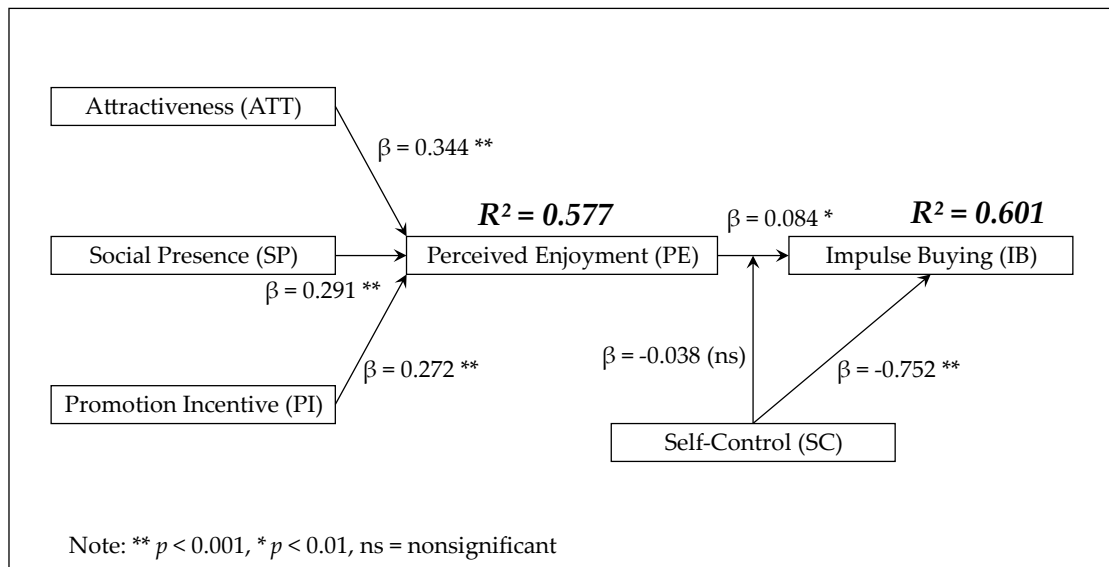 Attractiveness (ATT)
β = 0.344 **
R² = 0.577
β = 0.084 *
R² = 0.601
Social Presence (SP)
Perceived Enjoyment (PE)
Impulse Buying (IB)
β = 0.291 **
β = 0.272 **
β = -0.038 (ns)
β = -0.752 **
Promotion Incentive (PI)
Self-Control (SC)
Note: ** p < 0.001, * p < 0.01, ns = nonsignificant